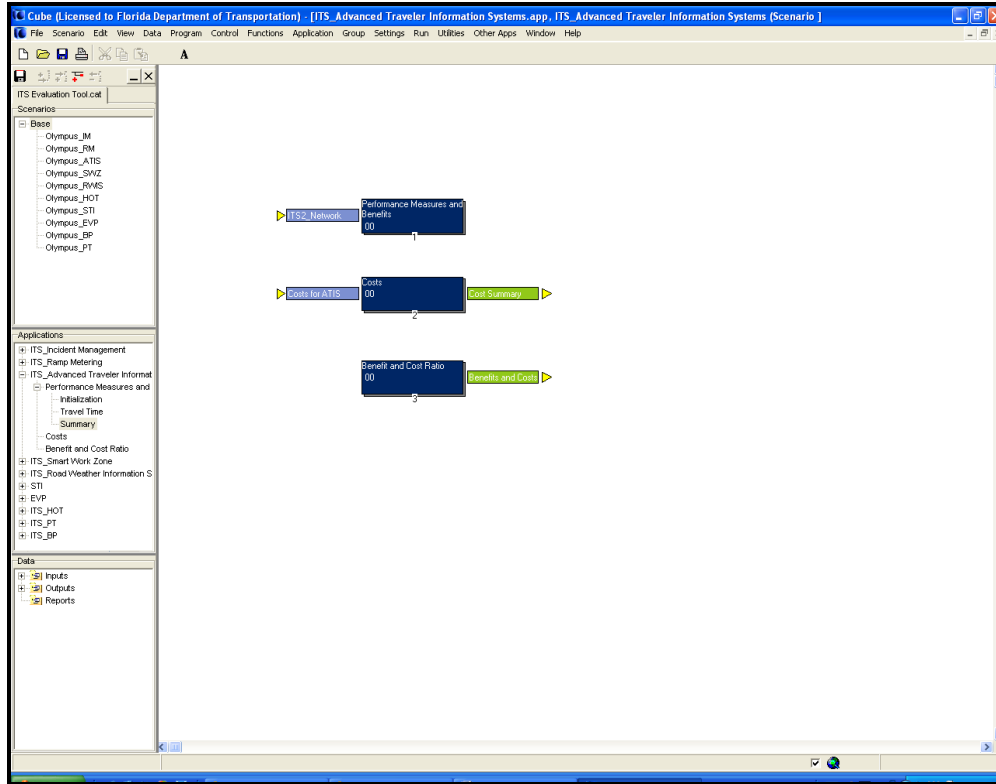 Cube (Licensed to Florida Department of Transportation) - [ITS_Advanced Traveler Information Systems.app, ITS_Advanced Traveler Information Systems (Scenario ]
File Scenario Edit View Data Program Control Functions Application Group Settings Run Utilities Other Apps Window Help
A
ITS Evaluation Tool.cat
Scenarios
Base
Olympus_IM
Olympus_RM
Olympus_ATIS
Olympus_SWZ
Olympus_RWIS
Olympus_HOT
Olympus_STI
Olympus_EVP
Olympus_BP
Olympus_PT
Applications
ITS_Incident Management
ITS_Ramp Metering
ITS_Advanced Traveler Informat
Performance Measures and
Initialization
Travel Time
Summary
Costs
Benefit and Cost Ratio
ITS_Smart Work Zone
ITS_Road Weather Information S
STI
EVP
ITS_HOT
ITS_PT
ITS_BP
Data
Inputs
Outputs
Reports
ITS2_Network
Performance Measures and
Benefits
00
1
Costs for ATIS
Costs
00
2
Cost Summary
Benefit and Cost Ratio
00
3
Benefits and Costs